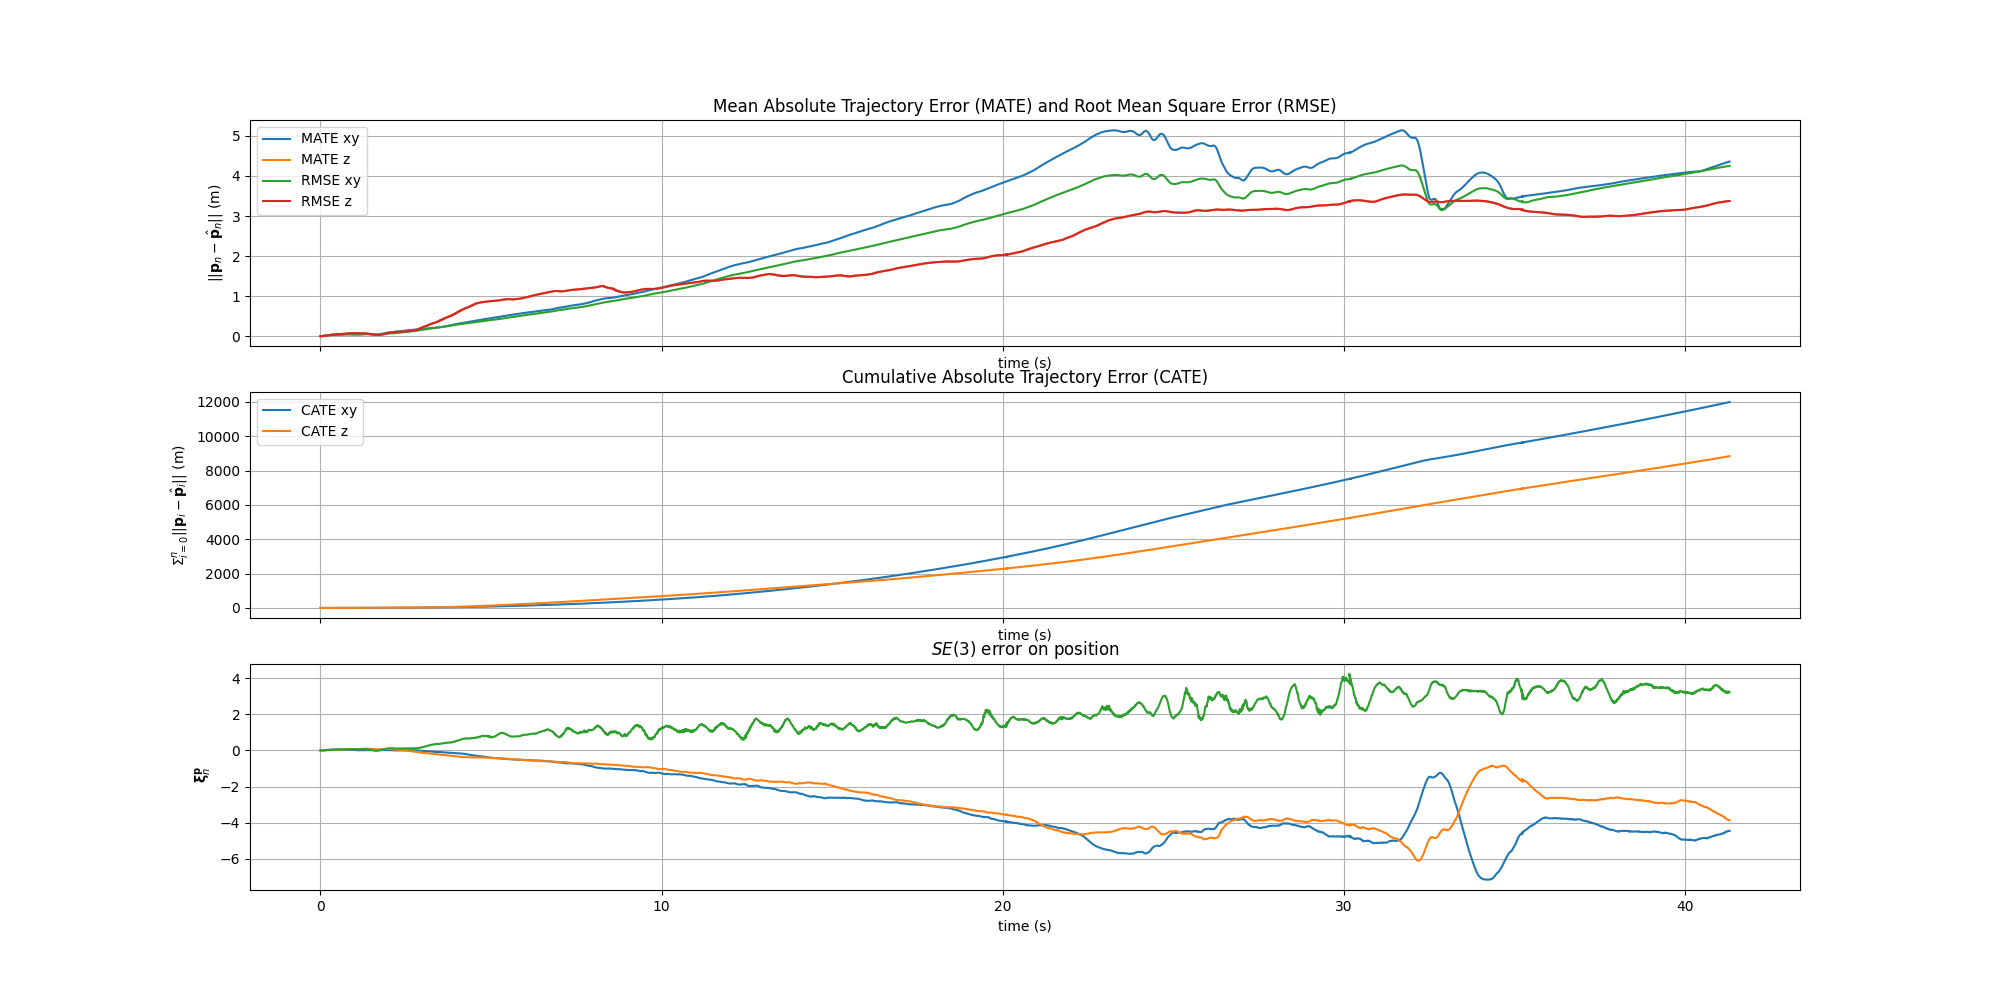 Mean Absolute Trajectory Error (MATE) and Root Mean Square Error (RMSE)
||𝐩ₙ − 𝐩̂ₙ|| (m)
5
4
3
2
1
0
MATE xy
MATE z
RMSE xy
RMSE z
time (s)
Cumulative Absolute Trajectory Error (CATE)
Σⁿᵢ₌₀||𝐩ᵢ − 𝐩̂ᵢ|| (m)
12000
10000
8000
6000
4000
2000
0
CATE xy
CATE z
time (s)
SE(3) error on position
𝛏ₙᵖ
4
2
0
−2
−4
−6
0 10 20 30 40
time (s)